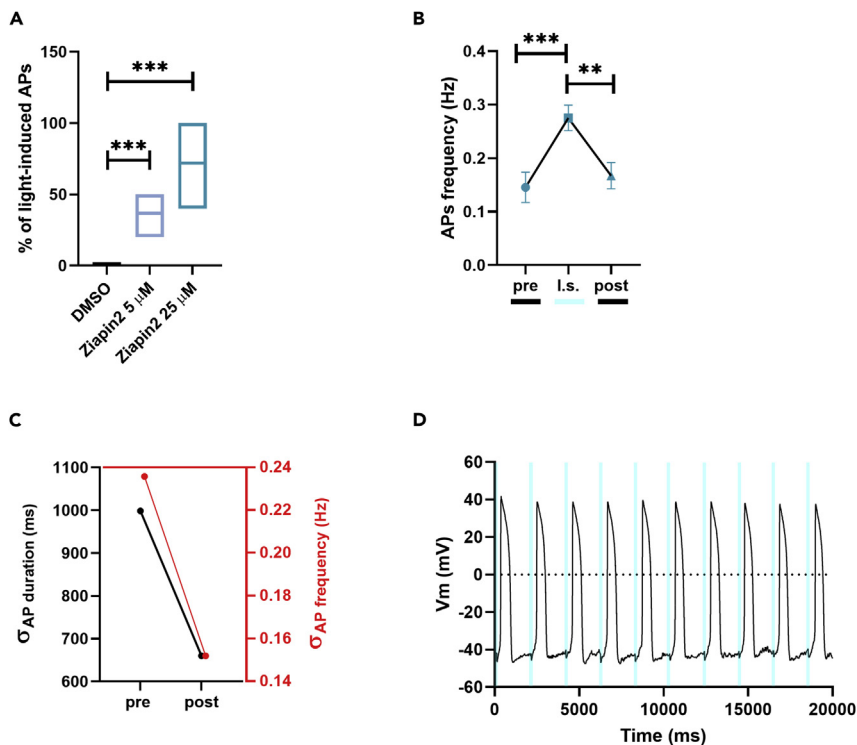 A
% of light-induced APs
150
100
50
0
***
***
DMSO
Ziapin2 5 μM
Ziapin2 25 μM
B
APs frequency (Hz)
0.4
0.3
0.2
0.1
0.0
***
**
pre
l.s.
post
C
σAP duration (ms)
1100
1000
900
800
700
600
pre
post
0.24
0.22
0.20
0.18
0.16
0.14
σAP frequency (Hz)
D
Vm (mV)
60
40
20
0
-20
-40
-60
0
5000
10000
15000
20000
Time (ms)